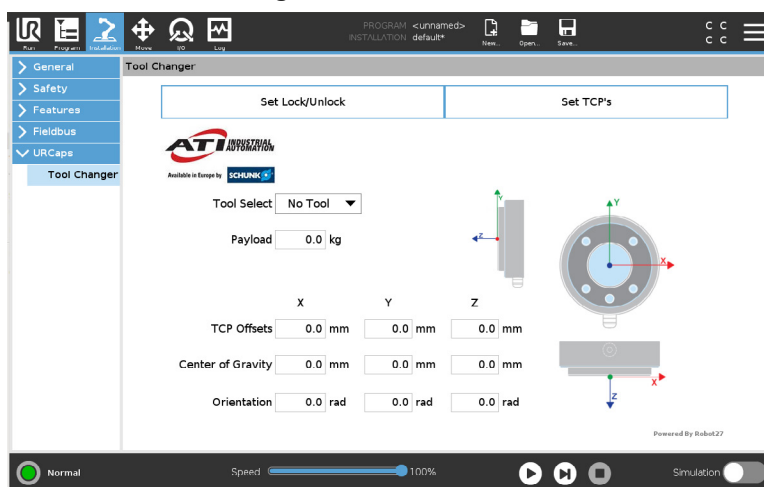 PROGRAM <unnamed>
INSTALLATION default*
Run Program Installation Move I/O Log New... Open... Save...
C C
C C
General
Tool Changer
Safety
Features
Fieldbus
URCaps
Tool Changer
Set Lock/Unlock
Set TCP's
ATI INDUSTRIAL AUTOMATION
Available in Europe by SCHUNK
Tool Select No Tool
Payload 0.0 kg
X Y Z
TCP Offsets 0.0 mm 0.0 mm 0.0 mm
Center of Gravity 0.0 mm 0.0 mm 0.0 mm
Orientation 0.0 rad 0.0 rad 0.0 rad
Y
Z
Y
X
X
Z
Powered By Robot27
Normal
Speed 100%
Simulation